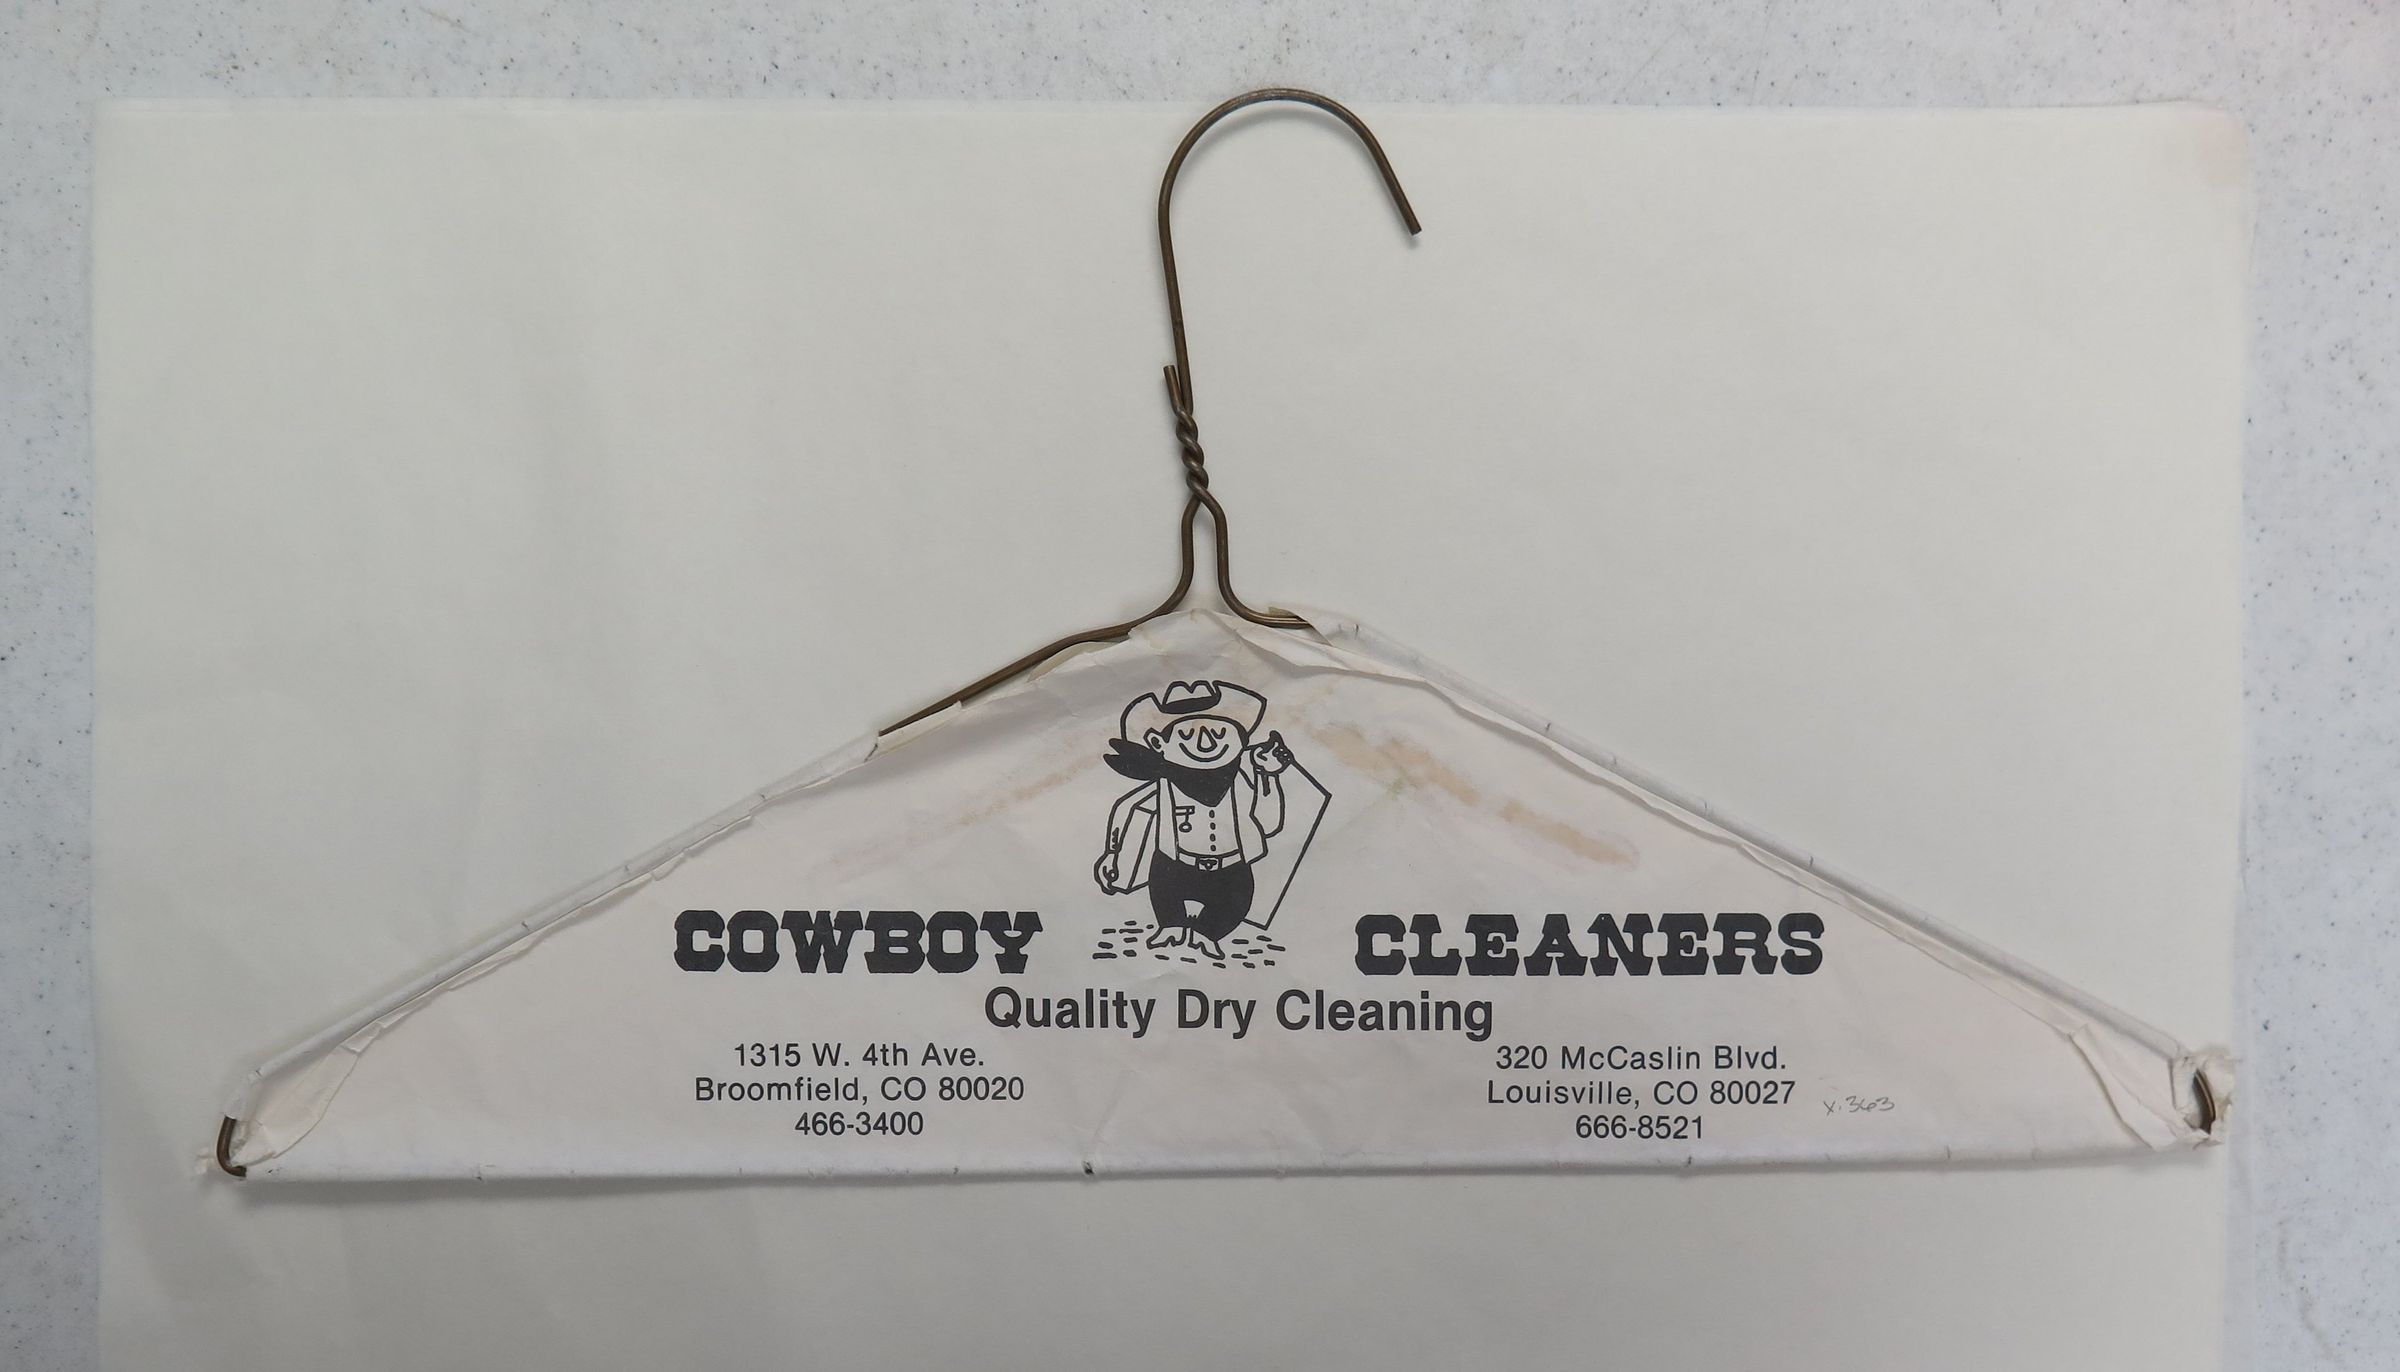 COWBOY CLEANERS
Quality Dry Cleaning
1315 W. 4th Ave.
Broomfield, CO 80020
466-3400
320 McCaslin Blvd.
Louisville, CO 80027
666-8521
x.363